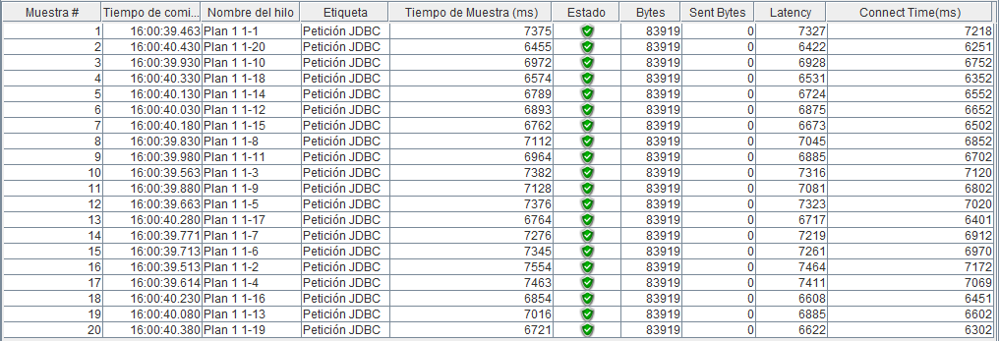 Muestra # Tiempo de comi... Nombre del hilo Etiqueta Tiempo de Muestra (ms) Estado Bytes Sent Bytes Latency Connect Time(ms)
1 16:00:39.463 Plan 1 1-1 Petición JDBC 7375 83919 0 7327 7218
2 16:00:40.430 Plan 1 1-20 Petición JDBC 6455 83919 0 6422 6251
3 16:00:39.930 Plan 1 1-10 Petición JDBC 6972 83919 0 6928 6752
4 16:00:40.330 Plan 1 1-18 Petición JDBC 6574 83919 0 6531 6352
5 16:00:40.130 Plan 1 1-14 Petición JDBC 6789 83919 0 6724 6552
6 16:00:40.030 Plan 1 1-12 Petición JDBC 6893 83919 0 6875 6652
7 16:00:40.180 Plan 1 1-15 Petición JDBC 6762 83919 0 6673 6502
8 16:00:39.830 Plan 1 1-8 Petición JDBC 7112 83919 0 7045 6852
9 16:00:39.980 Plan 1 1-11 Petición JDBC 6964 83919 0 6885 6702
10 16:00:39.563 Plan 1 1-3 Petición JDBC 7382 83919 0 7316 7120
11 16:00:39.880 Plan 1 1-9 Petición JDBC 7128 83919 0 7081 6802
12 16:00:39.663 Plan 1 1-5 Petición JDBC 7376 83919 0 7323 7020
13 16:00:40.280 Plan 1 1-17 Petición JDBC 6764 83919 0 6717 6401
14 16:00:39.771 Plan 1 1-7 Petición JDBC 7276 83919 0 7219 6912
15 16:00:39.713 Plan 1 1-6 Petición JDBC 7345 83919 0 7261 6970
16 16:00:39.513 Plan 1 1-2 Petición JDBC 7554 83919 0 7464 7172
17 16:00:39.614 Plan 1 1-4 Petición JDBC 7463 83919 0 7411 7069
18 16:00:40.230 Plan 1 1-16 Petición JDBC 6854 83919 0 6608 6451
19 16:00:40.080 Plan 1 1-13 Petición JDBC 7016 83919 0 6885 6602
20 16:00:40.380 Plan 1 1-19 Petición JDBC 6721 83919 0 6622 6302